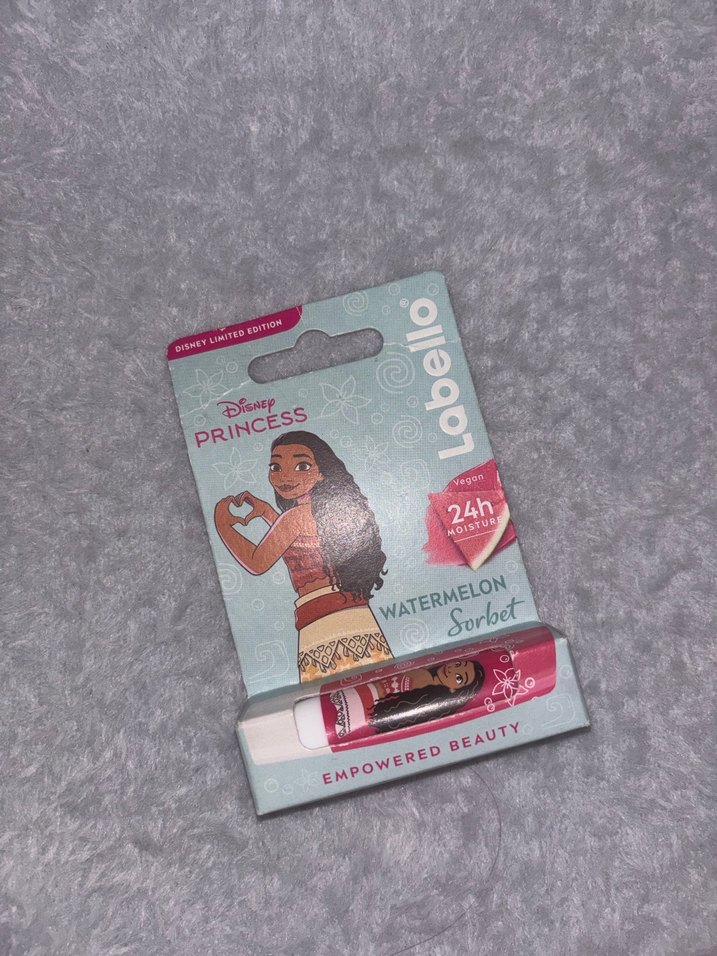 DISNEY LIMITED EDITION
Labello®
Disney
PRINCESS
Vegan
24h
MOISTURE
WATERMELON
Sorbet
EMPOWERED BEAUTY